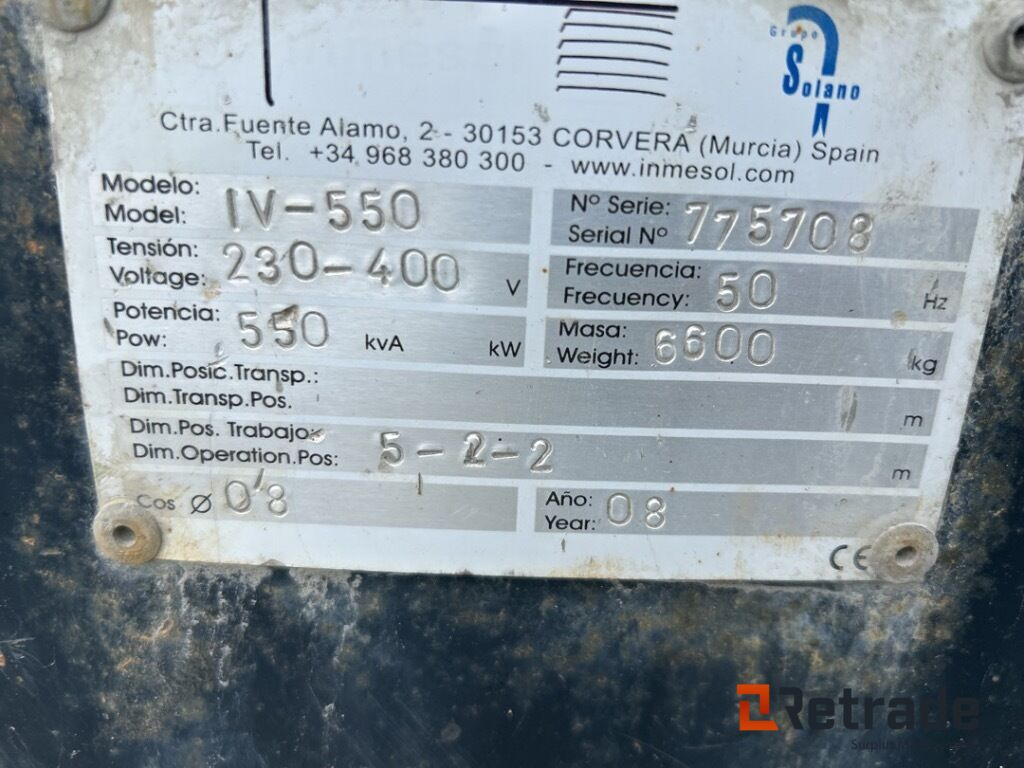 Grupo
Solano
Ctra.Fuente Alamo, 2 - 30153 CORVERA (Murcia) Spain
Tel. +34 968 380 300 - www.inmesol.com
Modelo:
Model: IV-550
Nº Serie:
Serial Nº 775708
Tensión:
Voltage: 230-400 V
Frecuencia:
Frecuency: 50 Hz
Potencia:
Pow: 550 kvA kW
Masa:
Weight: 6600 kg
Dim.Posic.Transp.:
Dim.Transp.Pos. m
Dim.Pos. Trabajo:
Dim.Operation.Pos: 5-2-2 m
Cos Ø 0'8
Año:
Year: 08
CE
Retrade